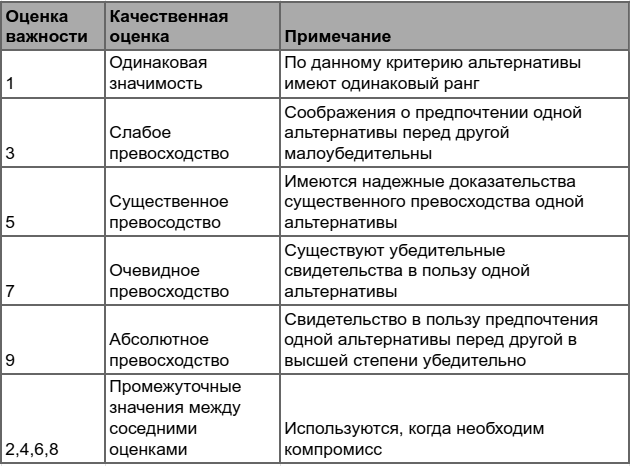 Оценка важности
Качественная оценка
Примечание
1
Одинаковая значимость
По данному критерию альтернативы
имеют одинаковый ранг
3
Слабое
превосходство
Соображения о предпочтении одной
альтернативы перед другой
малоубедительны
5
Существенное
превосодство
Имеются надежные доказательства
существенного превосходства одной
альтернативы
7
Очевидное
превосходство
Существуют убедительные
свидетельства в пользу одной
альтернативы
9
Абсолютное
превосходство
Свидетельство в пользу предпочтения
одной альтернативы перед другой в
высшей степени убедительно
2,4,6,8
Промежуточные
значения между
соседними
оценками
Используются, когда необходим
компромисс